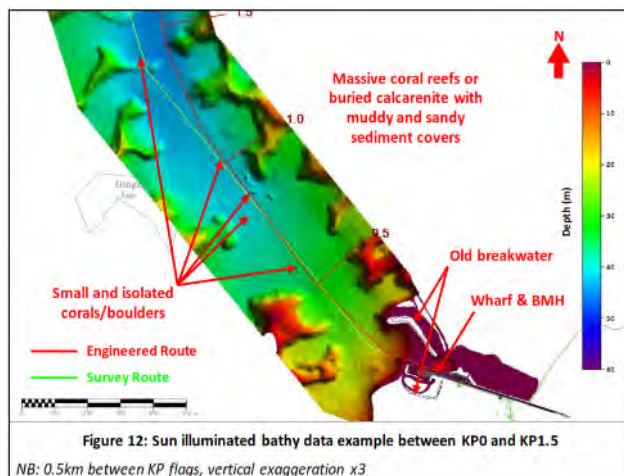 1.5
N
Massive coral reefs or
buried calcarenite with
muddy and sandy
sediment covers
1.0
0.5
Depth (m)
Old breakwater
Wharf & BMH
Small and isolated
corals/boulders
Engineered Route
Survey Route
Figure 12: Sun illuminated bathy data example between KP0 and KP1.5
NB: 0.5km between KP flags, vertical exaggeration x3